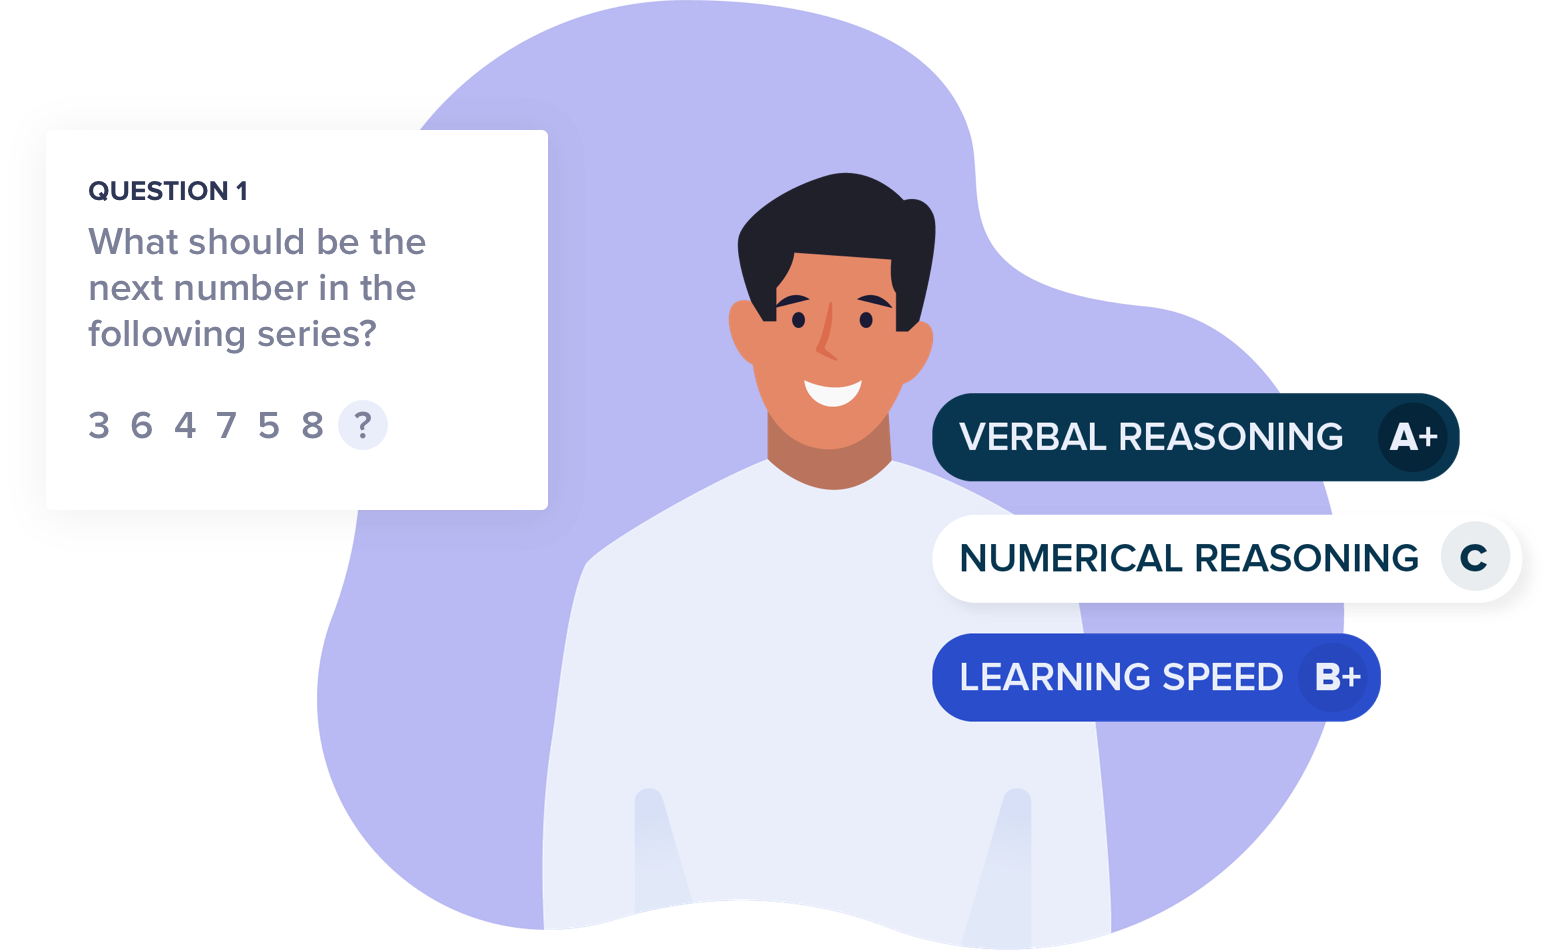 QUESTION 1
What should be the
next number in the
following series?
3 6 4 7 5 8 ?
VERBAL REASONING A+
NUMERICAL REASONING C
LEARNING SPEED B+